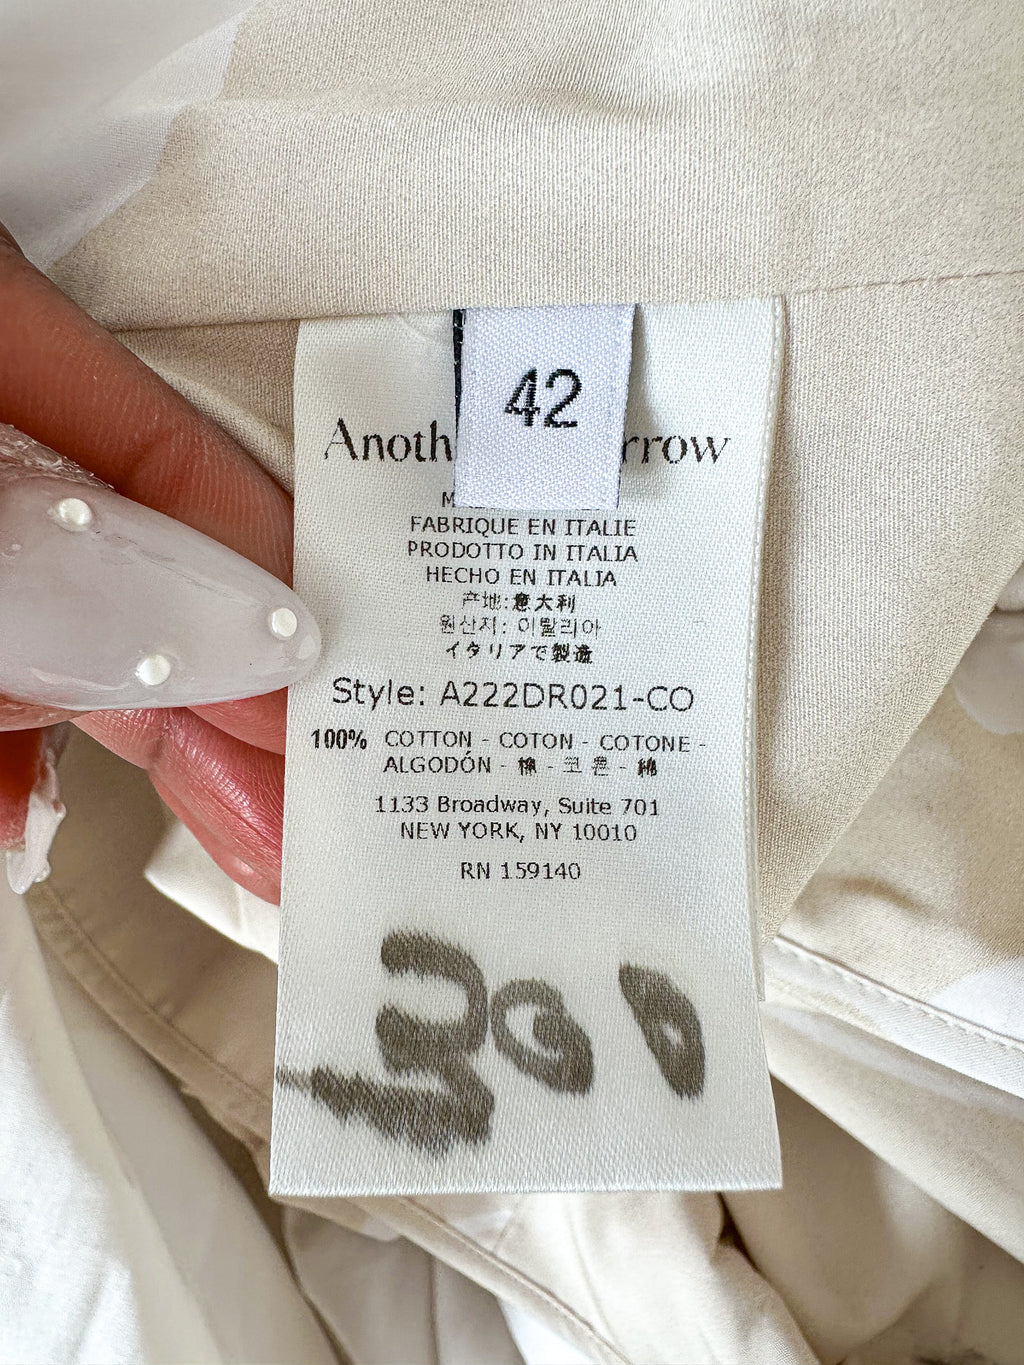 42
Anoth rrow
M
FABRIQUE EN ITALIE
PRODOTTO IN ITALIA
HECHO EN ITALIA
产地:意大利
원산지: 이탈리아
イタリアで製造
Style: A222DR021-CO
100% COTTON - COTON - COTONE -
ALGODÓN - 棉 - 코튼 - 綿
1133 Broadway, Suite 701
NEW YORK, NY 10010
RN 159140